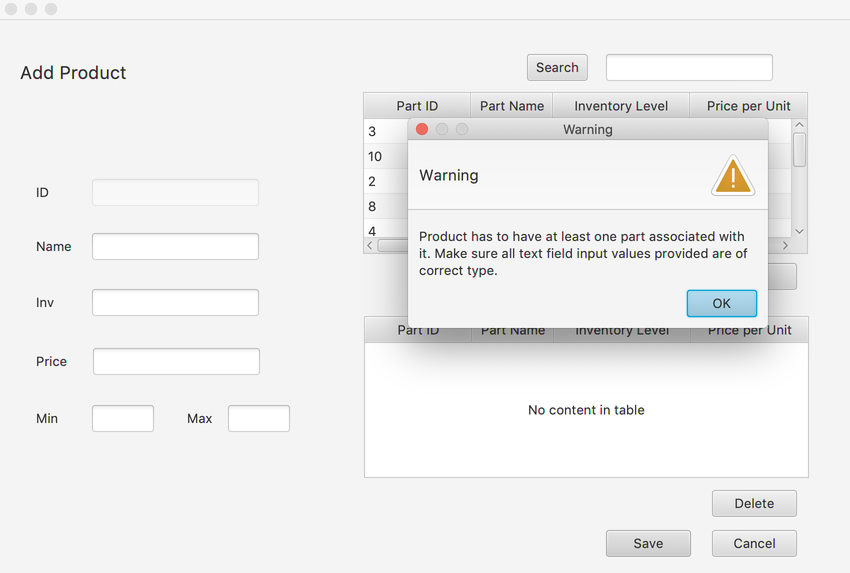 Add Product
Search
Part ID Part Name Inventory Level Price per Unit
3
10
2
8
4
Warning
Warning
Product has to have at least one part associated with
it. Make sure all text field input values provided are of
correct type.
OK
ID
Name
Inv
Price
Min Max
Part ID Part Name Inventory Level Price per Unit
No content in table
Delete
Save Cancel